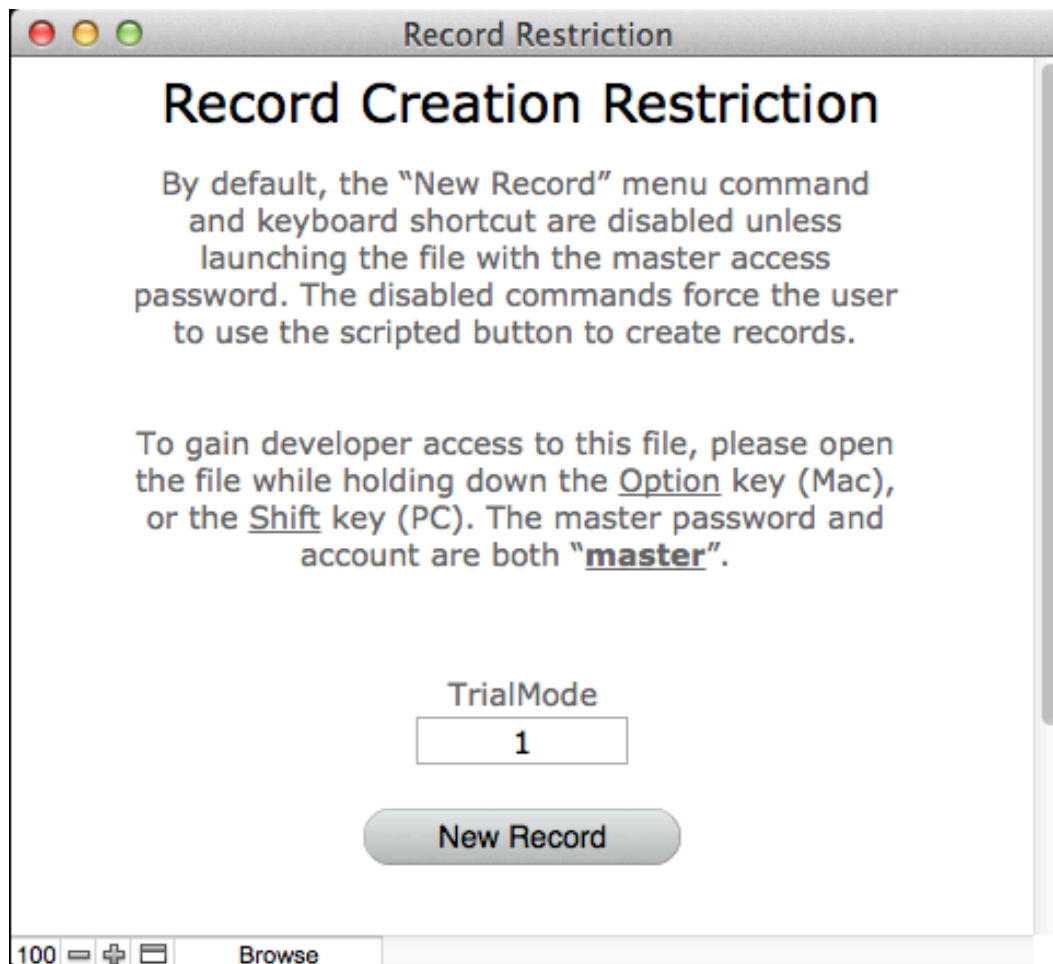 Record Restriction
Record Creation Restriction
By default, the “New Record” menu command
and keyboard shortcut are disabled unless
launching the file with the master access
password. The disabled commands force the user
to use the scripted button to create records.
To gain developer access to this file, please open
the file while holding down the Option key (Mac),
or the Shift key (PC). The master password and
account are both “master”.
TrialMode
1
New Record
100 Browse